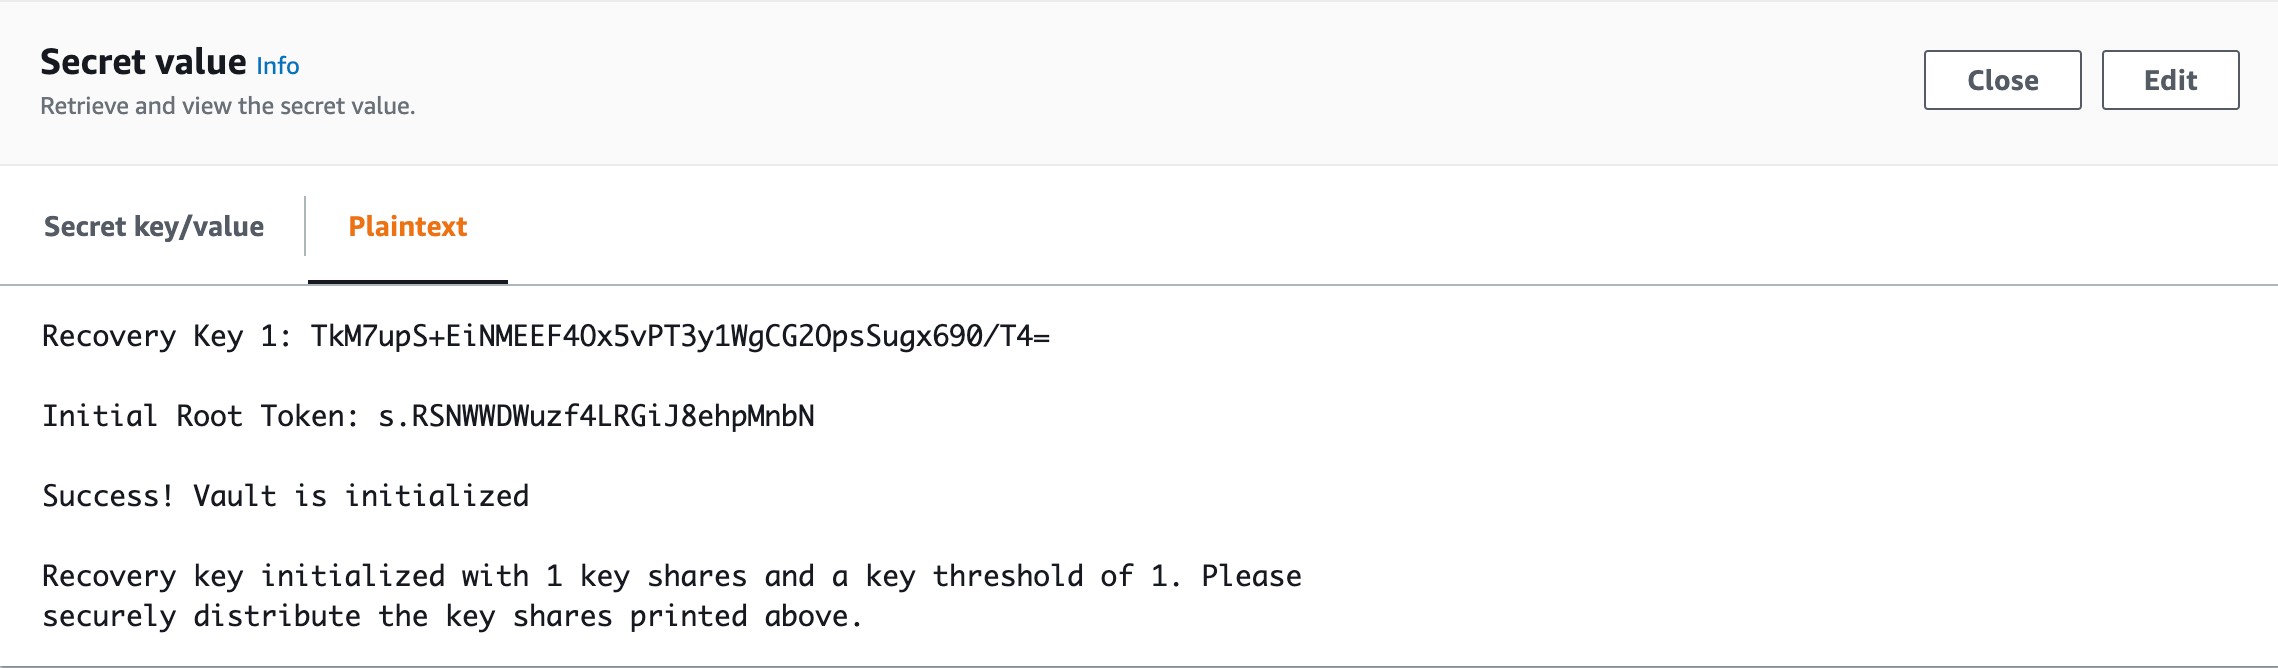 Secret value Info
Retrieve and view the secret value.
Close
Edit
Secret key/value
Plaintext
Recovery Key 1: TkM7upS+EiNMEEF4Ox5vPT3y1WgCG2OpsSugx690/T4=
Initial Root Token: s.RSNWWDWuzf4LRGiJ8ehpMnbN
Success! Vault is initialized
Recovery key initialized with 1 key shares and a key threshold of 1. Please
securely distribute the key shares printed above.